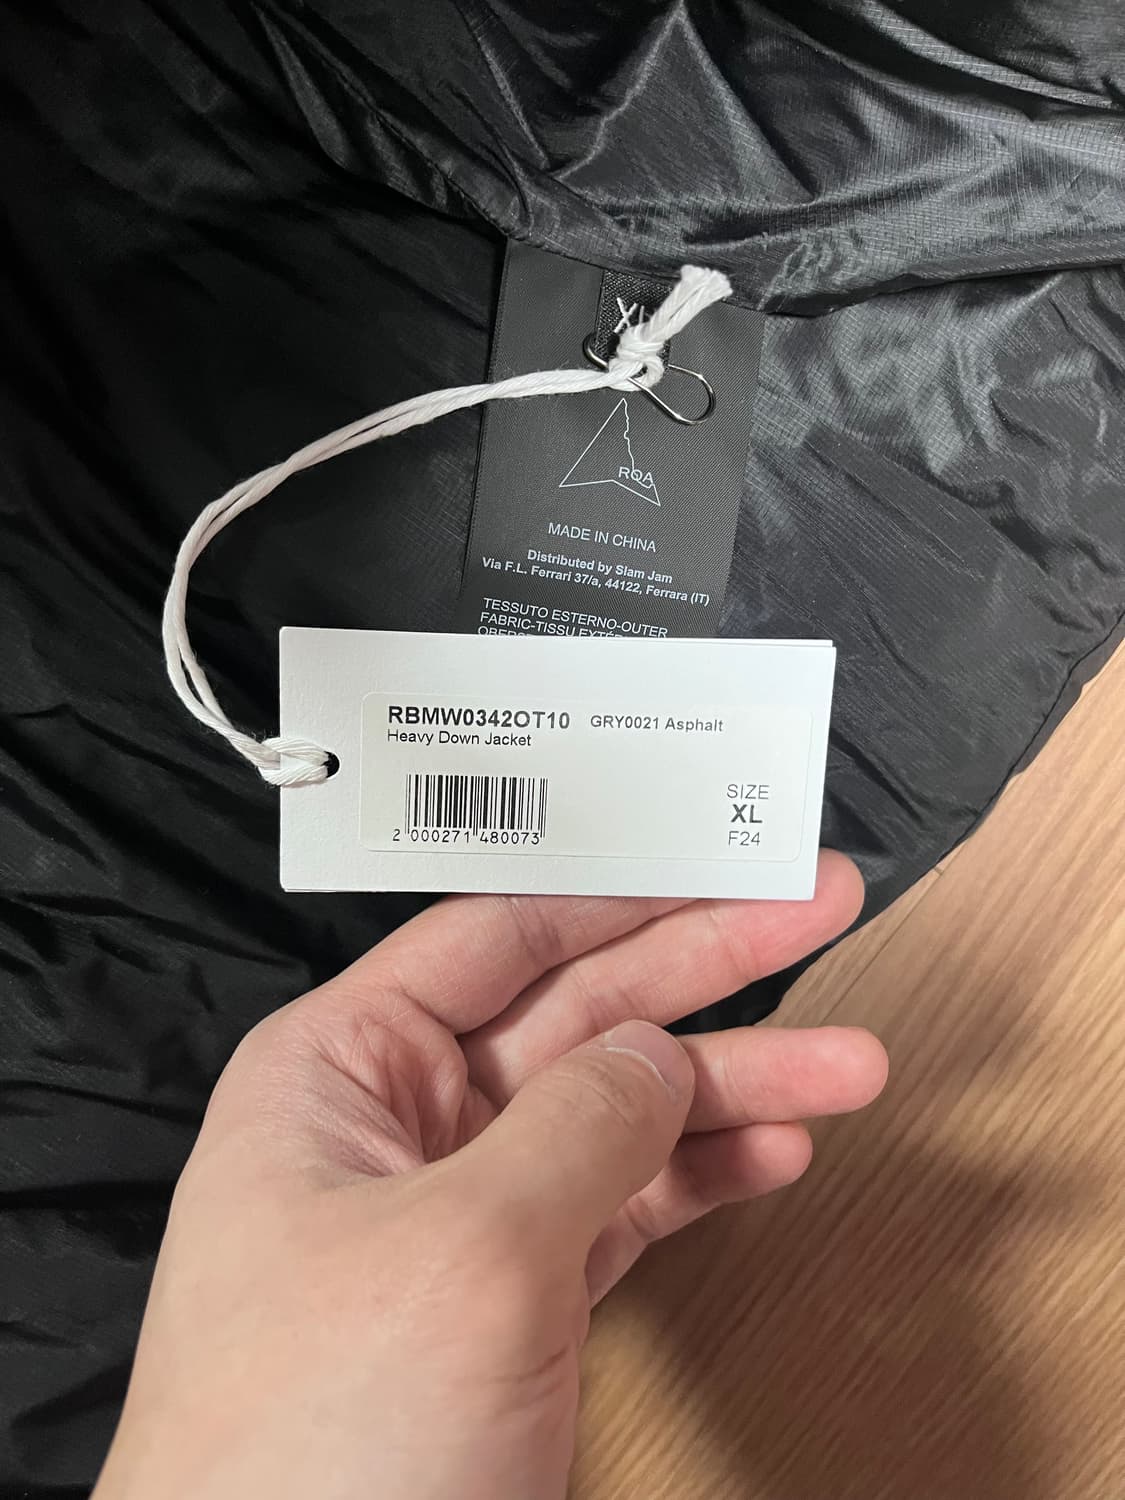 XL
ROA
MADE IN CHINA
Distributed by Slam Jam
Via F.L. Ferrari 37/a, 44122, Ferrara (IT)
TESSUTO ESTERNO-OUTER
FABRIC-TISSU
RBMW0342OT10 GRY0021 Asphalt
Heavy Down Jacket
2 000271 480073
SIZE
XL
F24